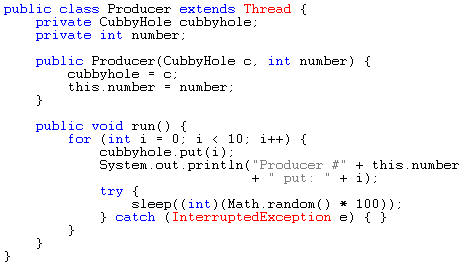 public class Producer extends Thread {
    private CubbyHole cubbyhole;
    private int number;

    public Producer(CubbyHole c, int number) {
        cubbyhole = c;
        this.number = number;
    }

    public void run() {
        for (int i = 0; i < 10; i++) {
            cubbyhole.put(i);
            System.out.println("Producer #" + this.number
                               + " put: " + i);
            try {
                sleep((int)(Math.random() * 100));
            } catch (InterruptedException e) { }
        }
    }
}